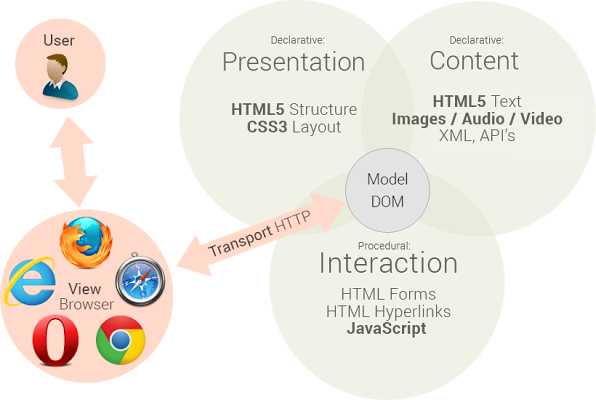 User
Declarative:
Presentation
HTML5 Structure
CSS3 Layout
Declarative:
Content
HTML5 Text
Images / Audio / Video
XML, API's
Model
DOM
Transport HTTP
View
Browser
Procedural:
Interaction
HTML Forms
HTML Hyperlinks
JavaScript